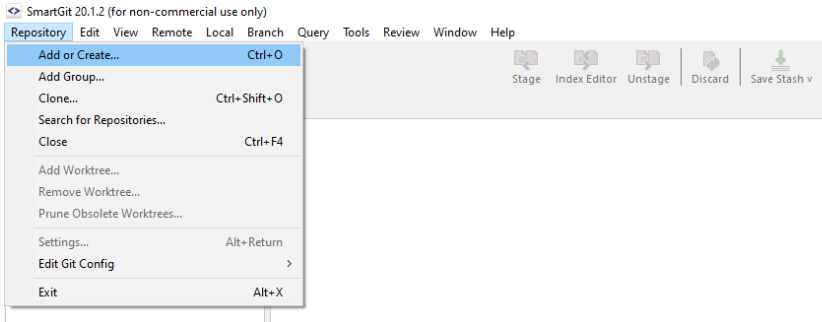 SmartGit 20.1.2 (for non-commercial use only)
Repository Edit View Remote Local Branch Query Tools Review Window Help
Add or Create... Ctrl+O
Add Group...
Clone... Ctrl+Shift+O
Search for Repositories...
Close Ctrl+F4
Add Worktree...
Remove Worktree...
Prune Obsolete Worktrees...
Settings... Alt+Return
Edit Git Config
Exit Alt+X
Stage Index Editor Unstage Discard Save Stash